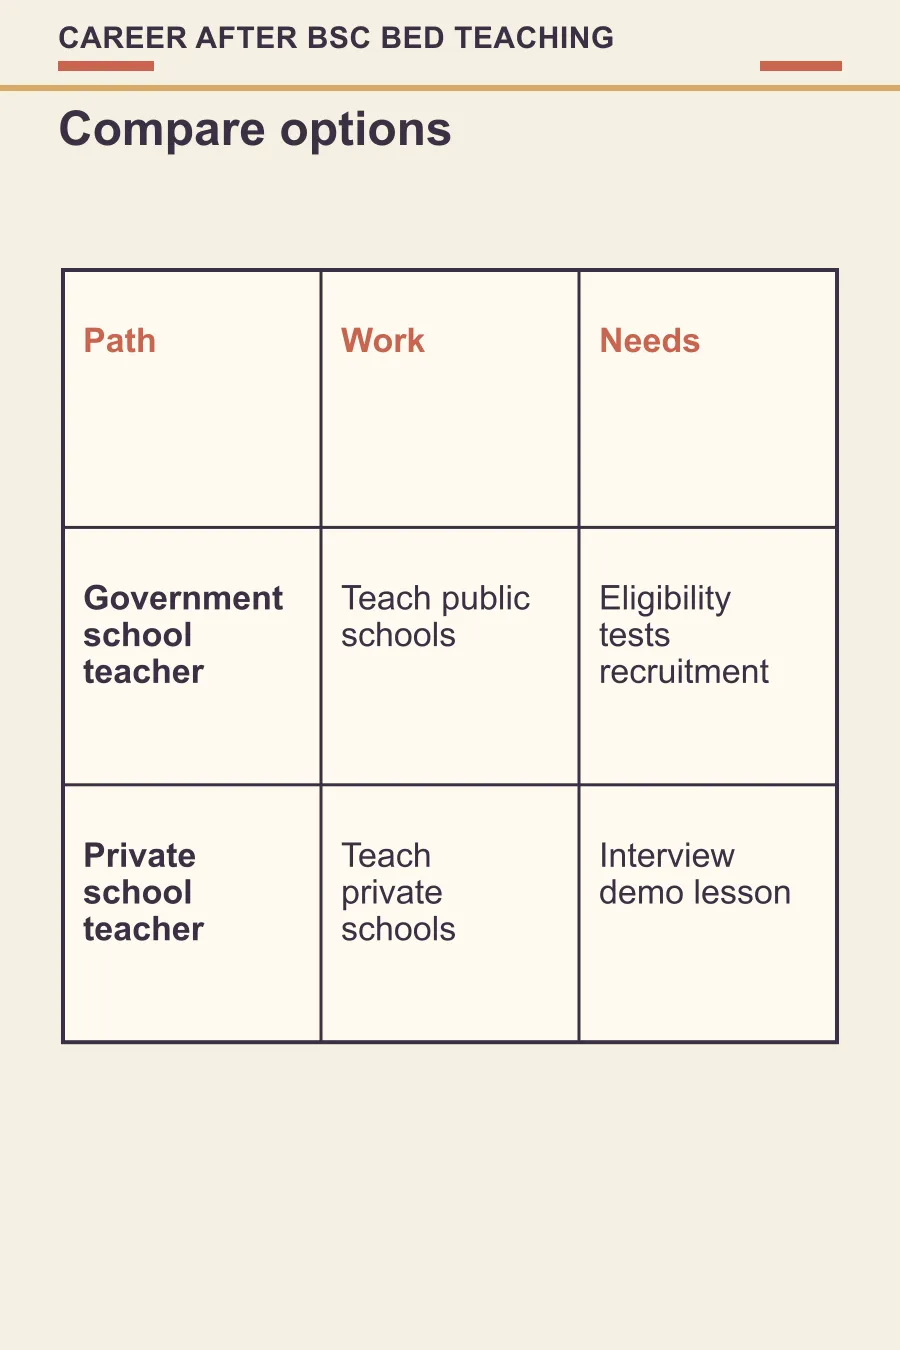 CAREER AFTER BSC BED TEACHING
Compare options
Path
Work
Needs
Government
school
teacher
Teach public
schools
Eligibility
tests
recruitment
Private
school
teacher
Teach
private
schools
Interview
demo lesson